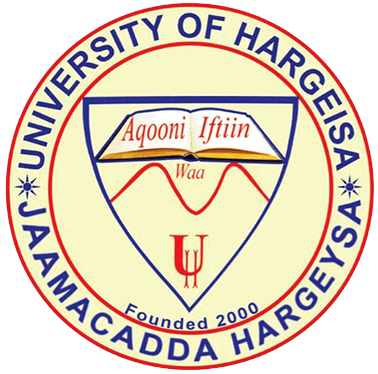 UNIVERSITY OF HARGEISA
Aqooni Iftiin
Waa
U
Founded 2000
JAAMACADDA HARGEYSA